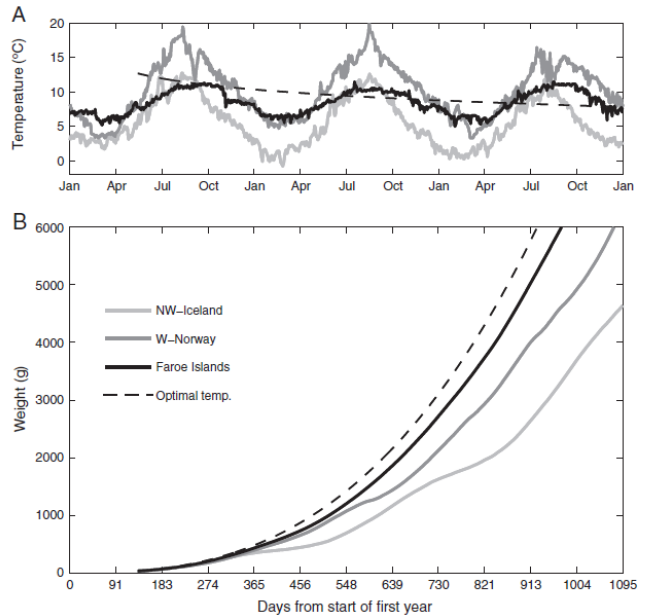 A
Temperature (°C)
20
15
10
5
0
Jan Apr Jul Oct Jan Apr Jul Oct Jan Apr Jul Oct Jan
B
Weight (g)
6000
5000
4000
3000
2000
1000
0
NW–Iceland
W–Norway
Faroe Islands
Optimal temp.
0 91 183 274 365 456 548 639 730 821 913 1004 1095
Days from start of first year